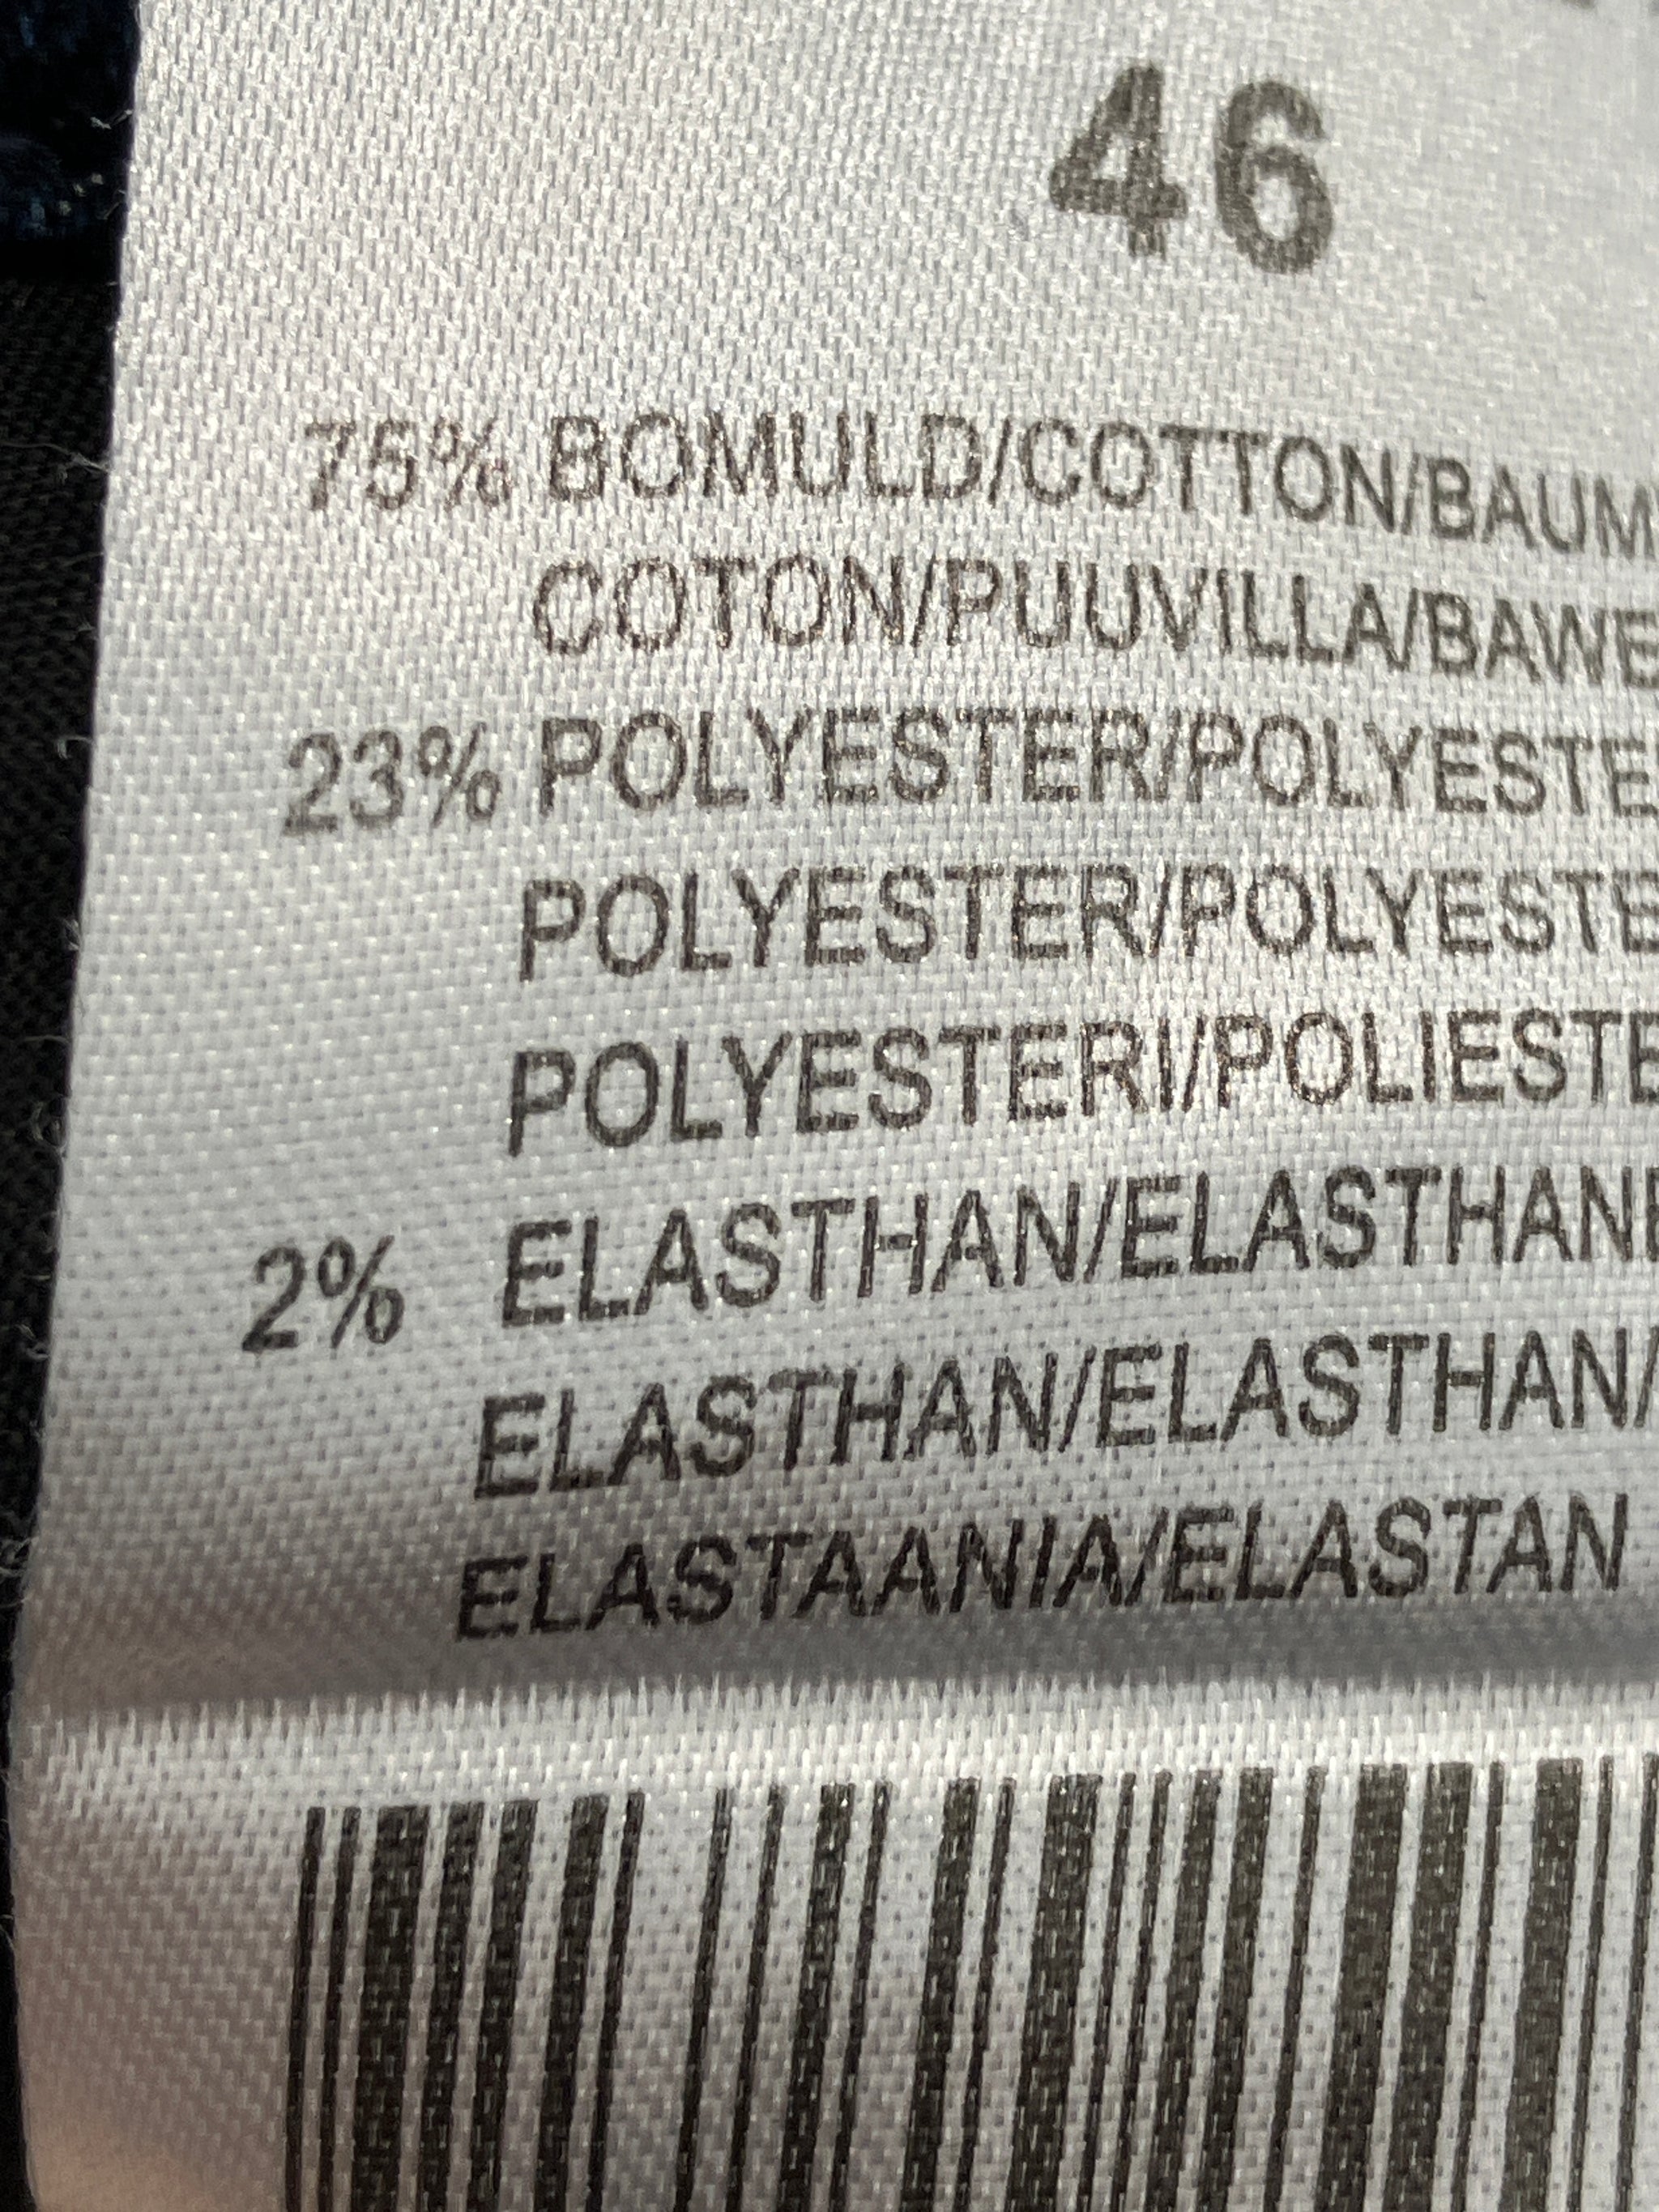 46
75% BOMULD/COTTON/BAUM
COTON/PUUVILLA/BAWE
23% POLYESTER/POLYESTE
POLYESTER/POLYESTE
POLYESTERI/POLIESTE
2% ELASTHAN/ELASTHAN
ELASTHAN/ELASTHAN/
ELASTAANIA/ELASTAN